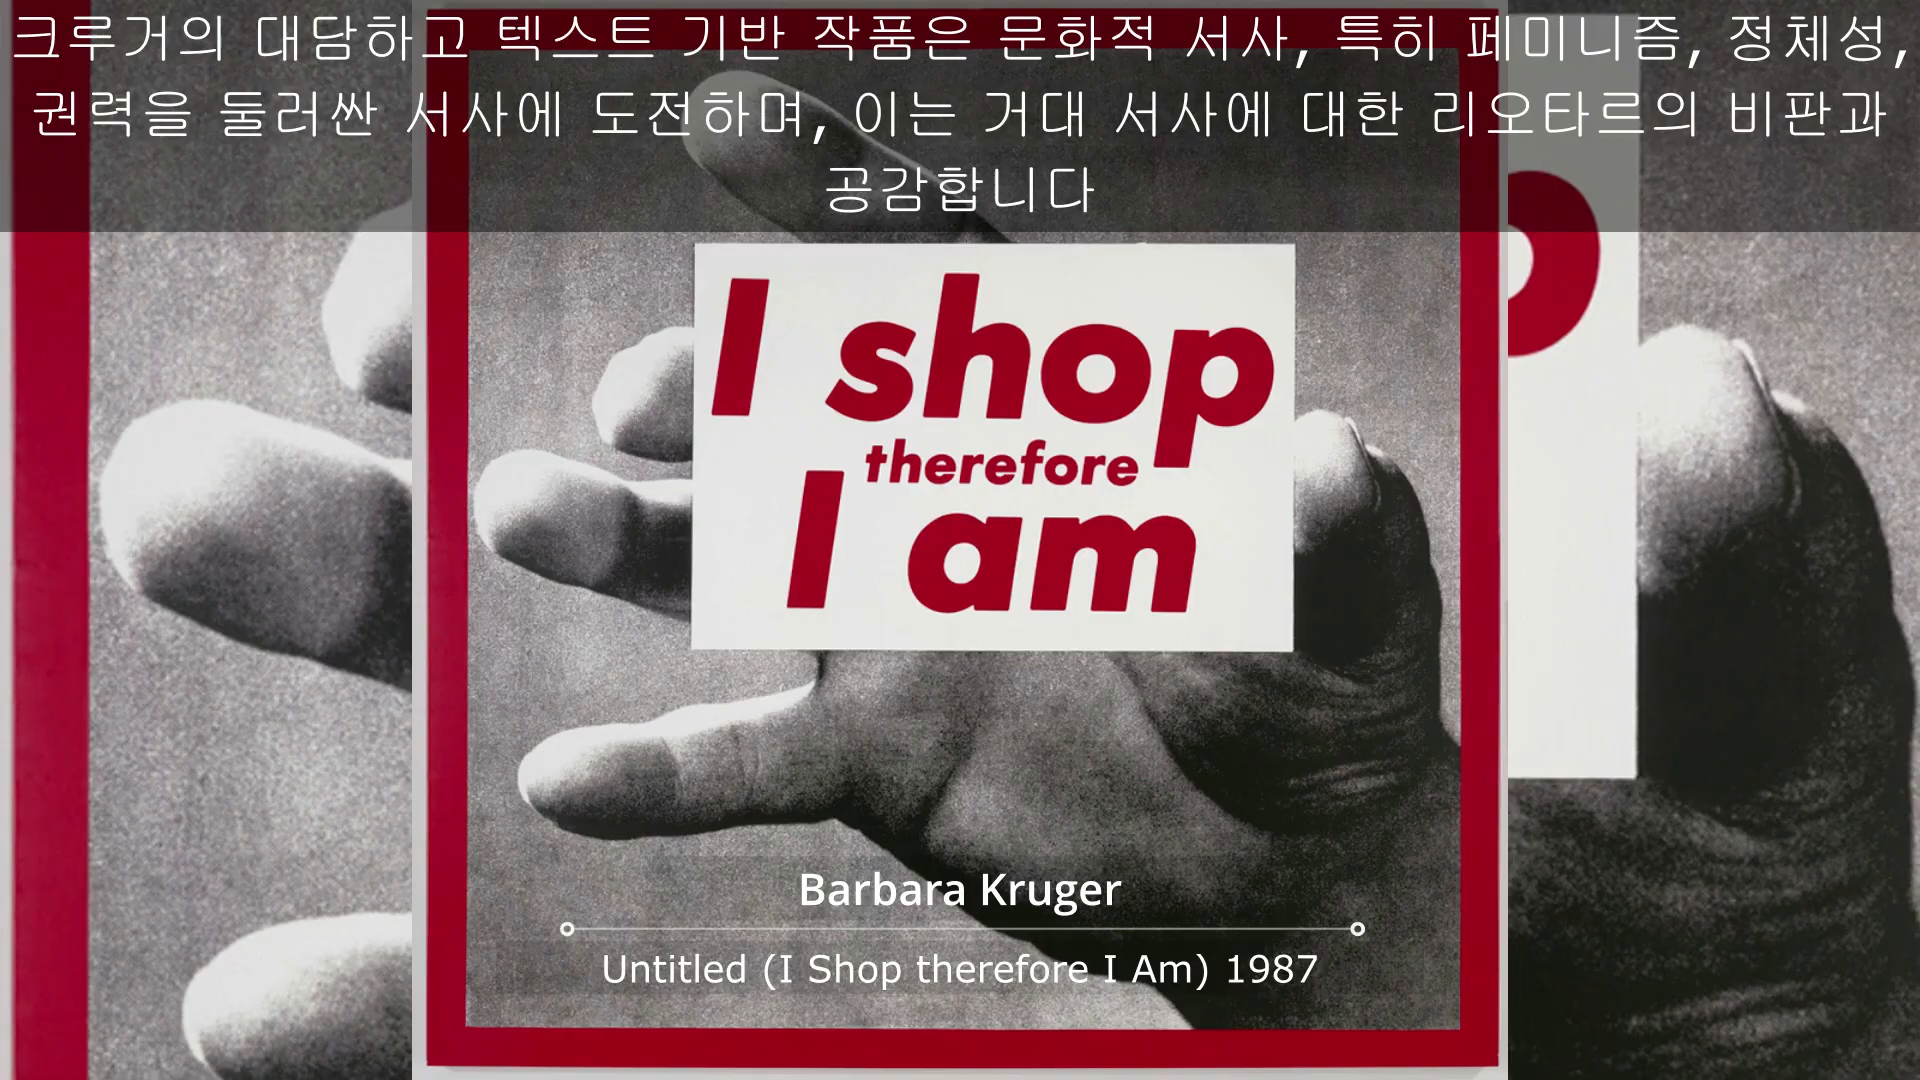 크루거의 대담하고 텍스트 기반 작품은 문화적 서사, 특히 페미니즘, 정체성,
권력을 둘러싼 서사에 도전하며, 이는 거대 서사에 대한 리오타르의 비판과
공감합니다
I shop
therefore
I am
Barbara Kruger
Untitled (I Shop therefore I Am) 1987